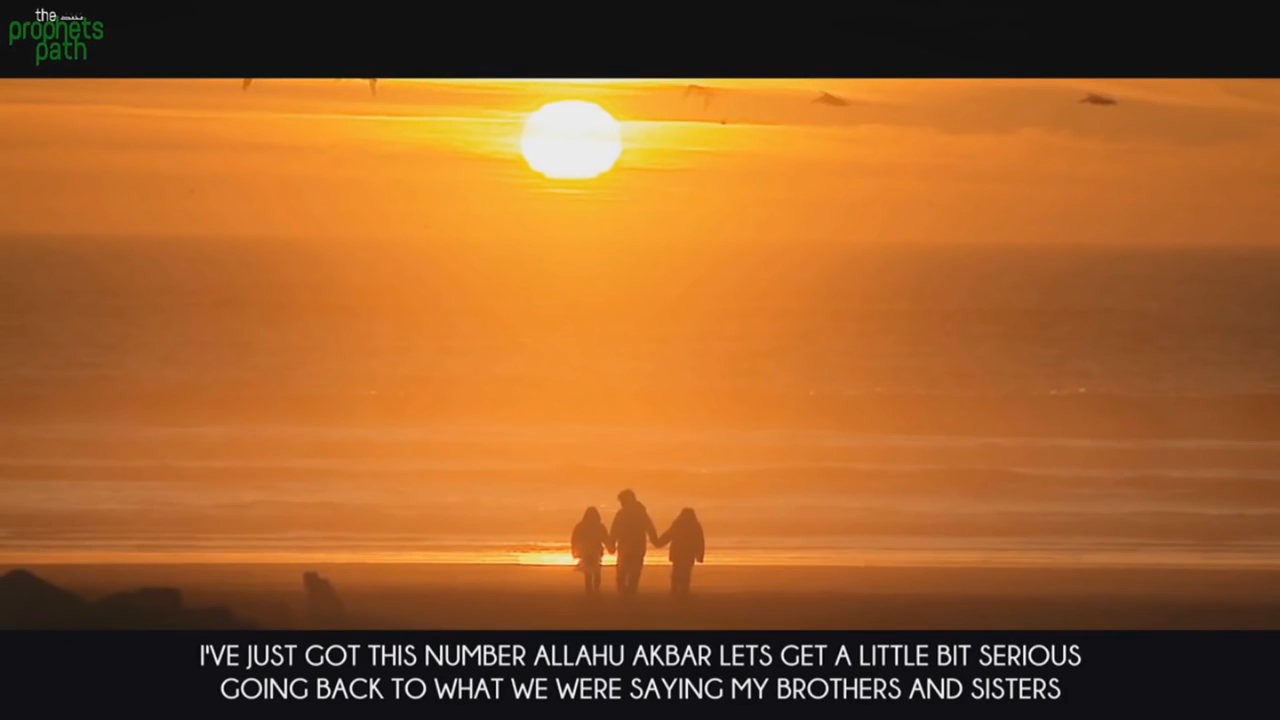 the
prophets
path
I'VE JUST GOT THIS NUMBER ALLAHU AKBAR LETS GET A LITTLE BIT SERIOUS
GOING BACK TO WHAT WE WERE SAYING MY BROTHERS AND SISTERS